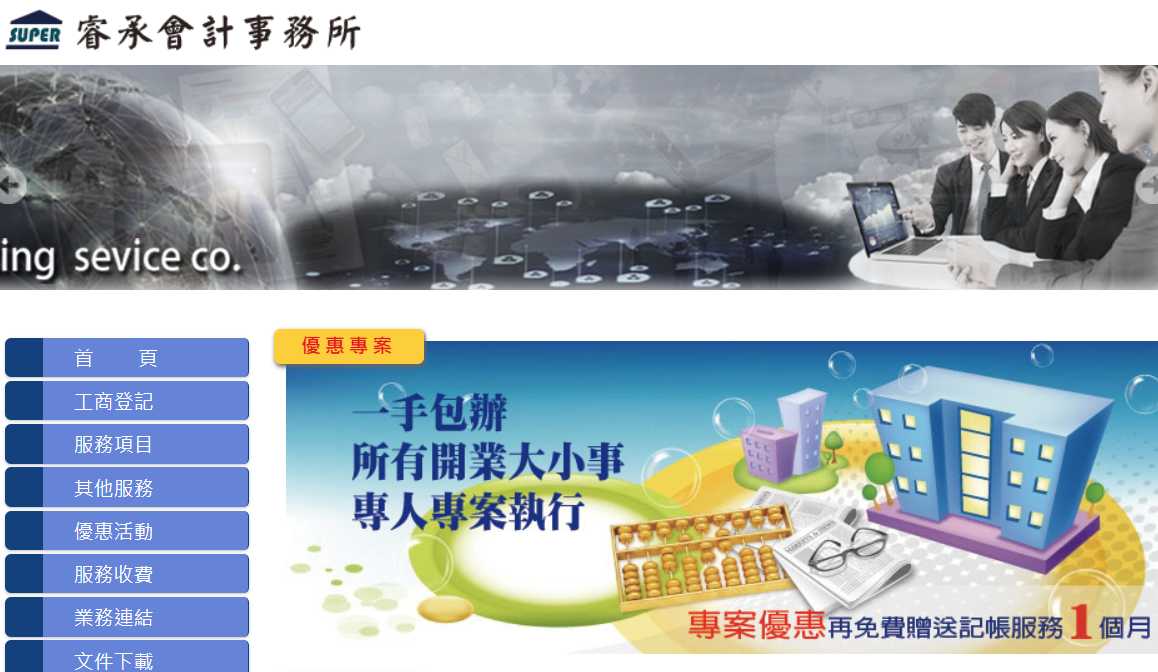 SUPER 睿承會計事務所
ing sevice co.
首 頁
工商登記
服務項目
其他服務
優惠活動
服務收費
業務連結
文件下載
優惠專案
一手包辦
所有開業大小事
專人專案執行
專案優惠再免費贈送記帳服務1個月